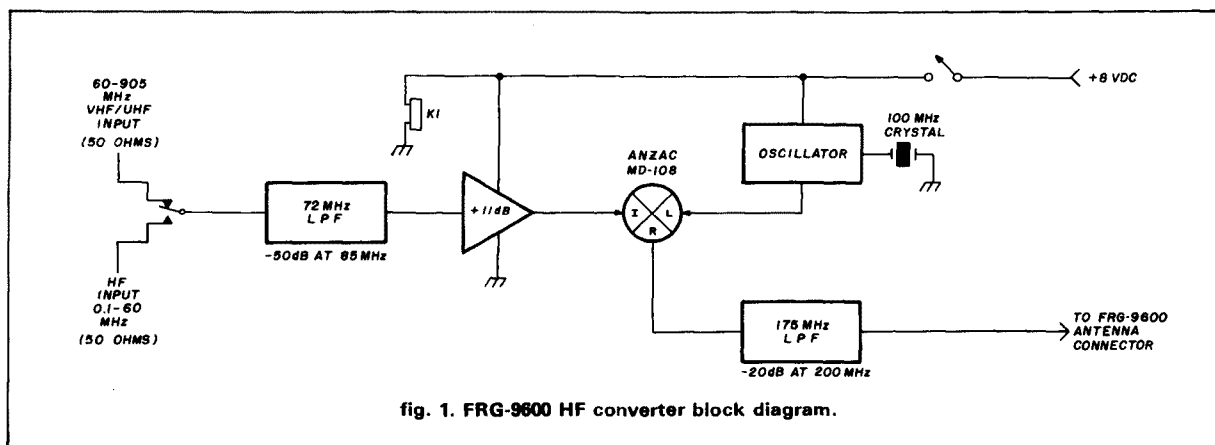 60-905
MHz
VHF/UHF
INPUT
(50 OHMS)
K1
+8 VDC
100 MHz
CRYSTAL
OSCILLATOR
ANZAC
MD-108
72 MHz
LPF
-50dB AT 85MHz
+11dB
I
L
R
HF
INPUT
0.1-60
MHz
(50 OHMS)
175 MHz
LPF
-20dB AT 200MHz
TO FRG-9600
ANTENNA
CONNECTOR
fig. 1. FRG-9600 HF converter block diagram.